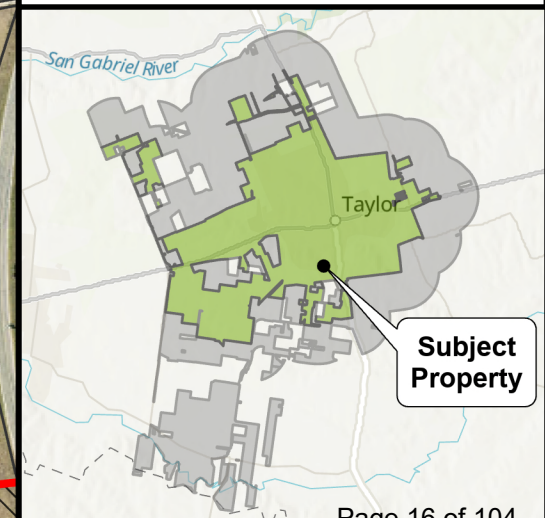 San Gabriel River
Taylor
Subject
Property
Page 16 of 104